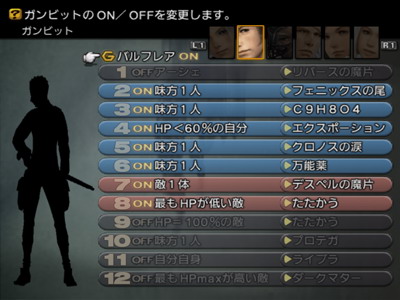 ガンビットのON／OFFを変更します。
ガンビット
L1 R1
G バルフレア ON
1 OFF アーシェ リバースの魔片
2 ON 味方1人 フェニックスの尾
3 ON 味方1人 C9H8O4
4 ON HP＜60％の自分 エクスポーション
5 ON 味方1人 クロノスの涙
6 ON 味方1人 万能薬
7 ON 敵1体 デスペルの魔片
8 ON 最もHPが低い敵 たたかう
9 OFF HP＝100％の敵 たたかう
10 OFF 味方1人 プロテガ
11 OFF 自分自身 ライブラ
12 OFF 最もHPmaxが高い敵 ダークマター